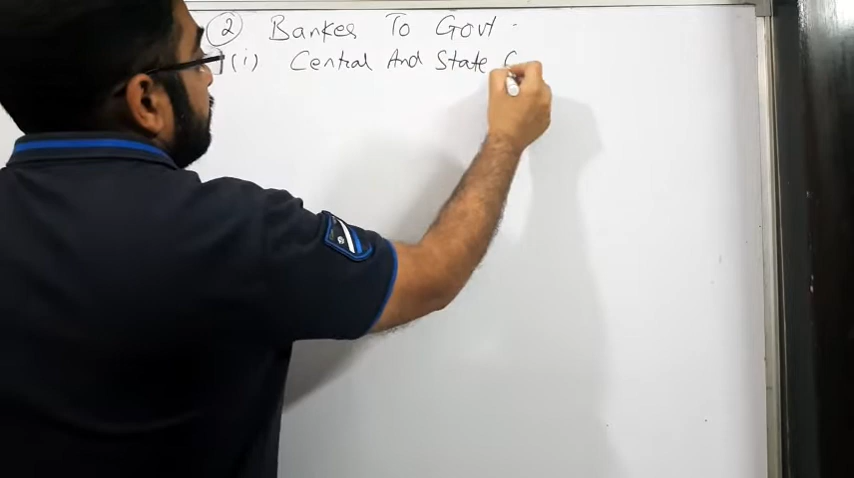 ② Banker To Govt -
(i) Central And State G